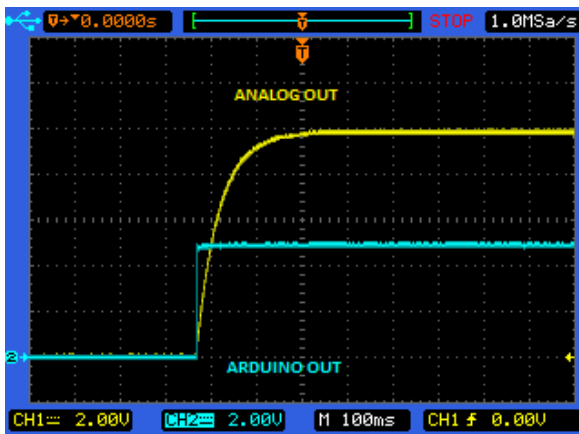 0.0000s
T
STOP
1.0MSa/s
T
ANALOG OUT
2
ARDUINO OUT
CH1 2.00V
CH2 2.00V
M 100ms
CH1 0.00V